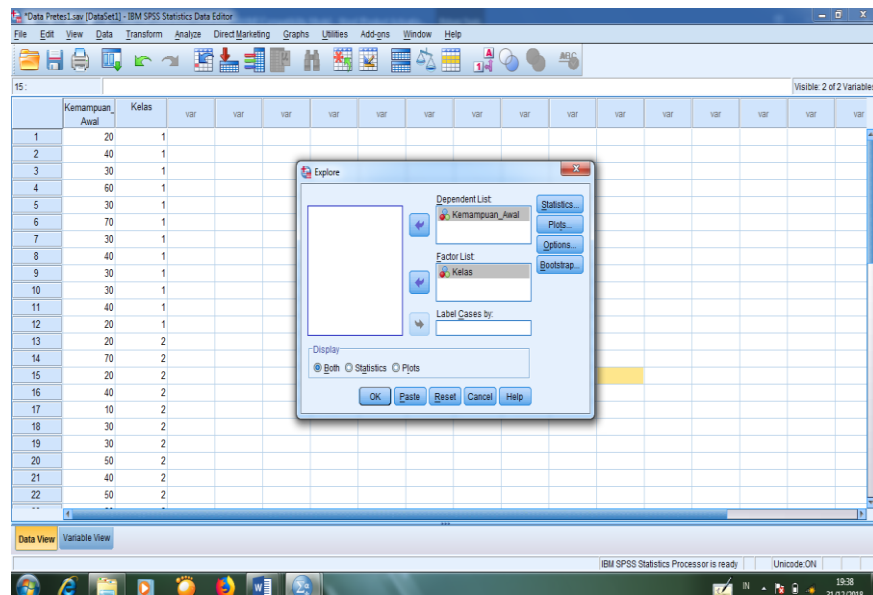 *Data Pretes1.sav [DataSet1] - IBM SPSS Statistics Data Editor
File Edit View Data Transform Analyze Direct Marketing Graphs Utilities Add-ons Window Help
15 : Visible: 2 of 2 Variables
Kemampuan_Awal Kelas var var var var var var var var var var var var var var var
1 20 1
2 40 1
3 30 1
4 60 1
5 30 1
6 70 1
7 30 1
8 40 1
9 30 1
10 30 1
11 40 1
12 20 1
13 20 2
14 70 2
15 20 2
16 40 2
17 10 2
18 30 2
19 30 2
20 50 2
21 40 2
22 50 2
Explore
Dependent List:
Kemampuan_Awal
Factor List:
Kelas
Label Cases by:
Statistics...
Plots...
Options...
Bootstrap...
Display
Both Statistics Plots
OK Paste Reset Cancel Help
Data View Variable View
IBM SPSS Statistics Processor is ready Unicode:ON
IN 19:38
31/12/2018